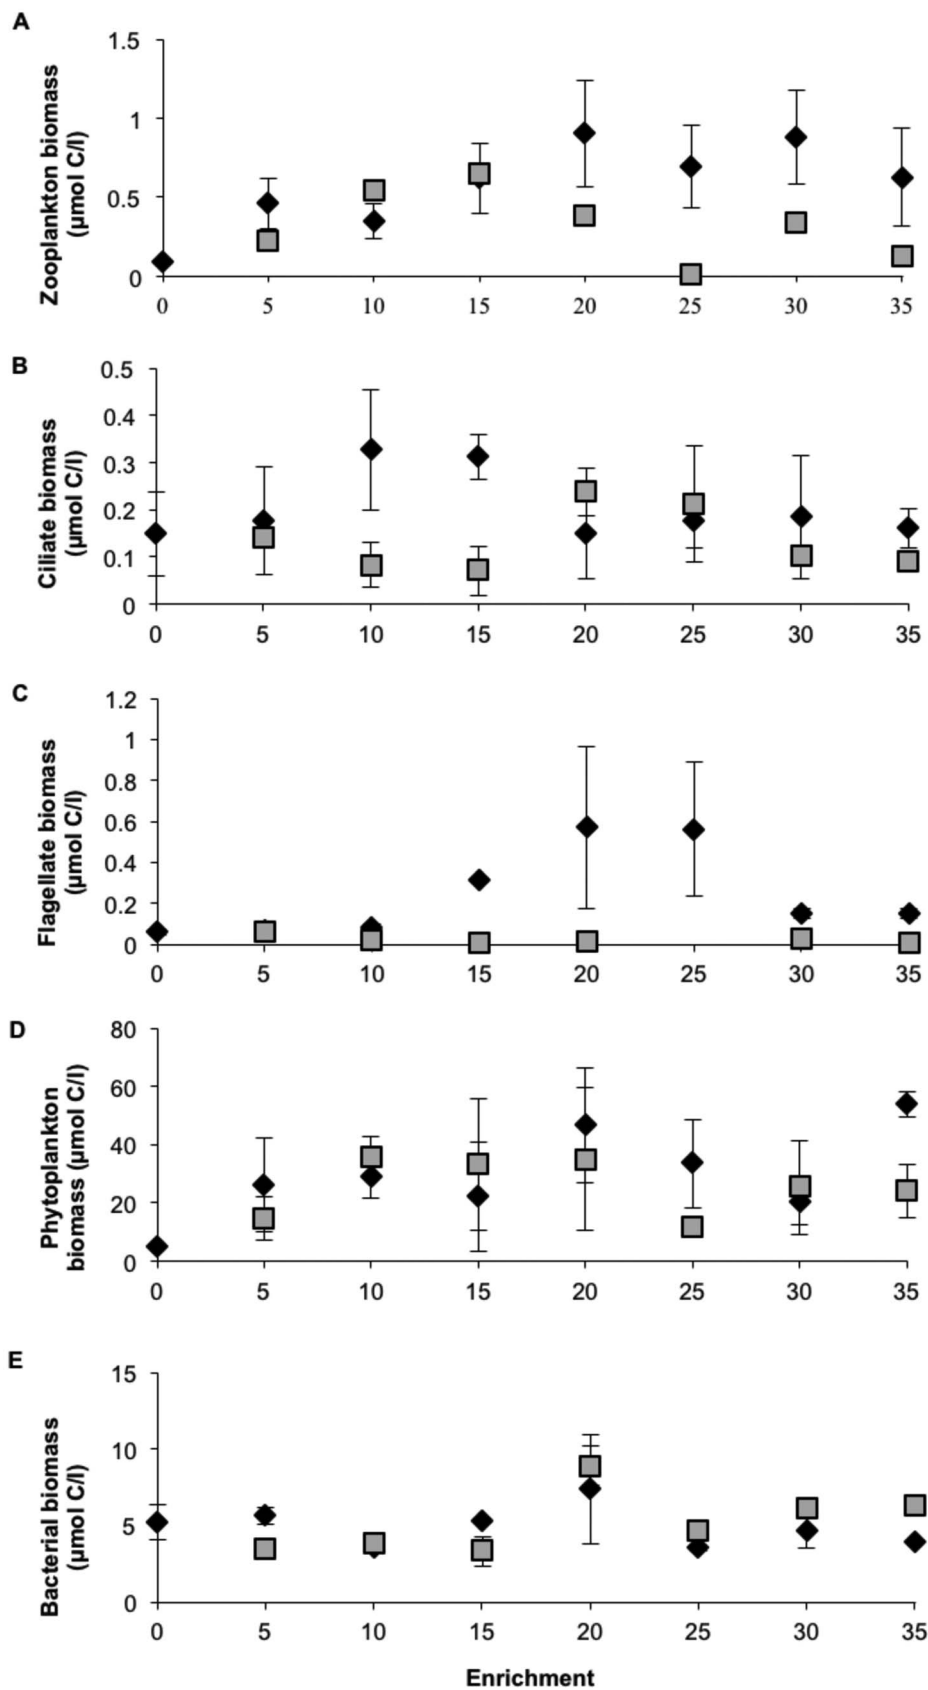 A
Zooplankton biomass
(µmol C/l)
1.5
1
0.5
0
0 5 10 15 20 25 30 35
B
Ciliate biomass
(µmol C/l)
0.5
0.4
0.3
0.2
0.1
0
0 5 10 15 20 25 30 35
C
Flagellate biomass
(µmol C/l)
1.2
1
0.8
0.6
0.4
0.2
0
0 5 10 15 20 25 30 35
D
Phytoplankton
biomass (µmol C/l)
80
60
40
20
0
0 5 10 15 20 25 30 35
E
Bacterial biomass
(µmol C/l)
15
10
5
0
0 5 10 15 20 25 30 35
Enrichment